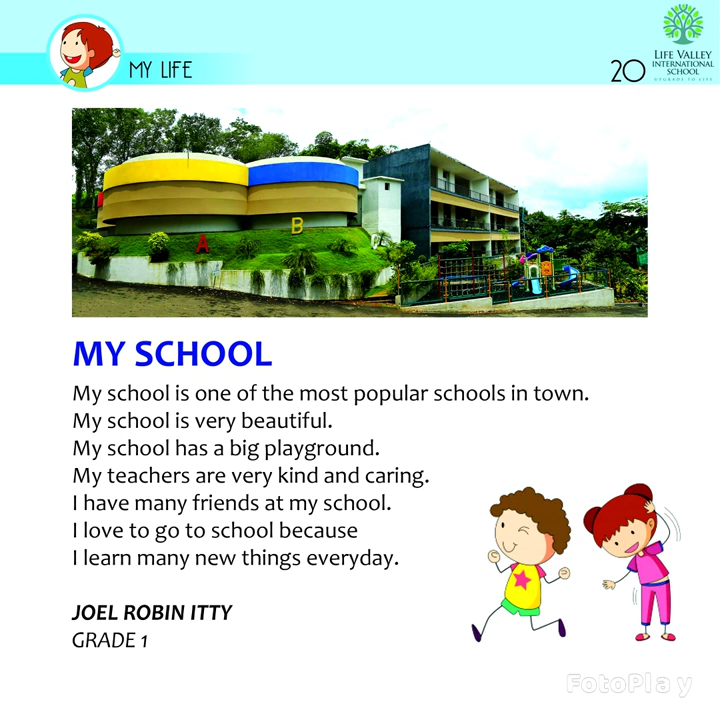 MY LIFE
20
LIFE VALLEY
INTERNATIONAL
SCHOOL
UPGRADE TO LIFE
A
B
MY SCHOOL
My school is one of the most popular schools in town.
My school is very beautiful.
My school has a big playground.
My teachers are very kind and caring.
I have many friends at my school.
I love to go to school because
I learn many new things everyday.
JOEL ROBIN ITTY
GRADE 1
FotoPlay